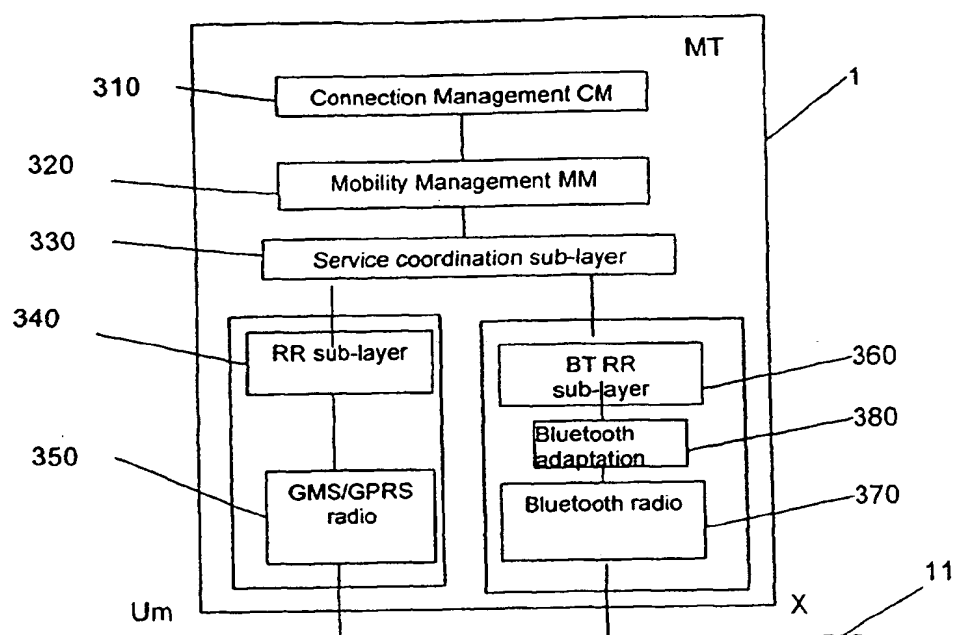 MT
310
Connection Management CM
1
320
Mobility Management MM
330
Service coordination sub-layer
340
RR sub-layer
BT RR
sub-layer
360
Bluetooth
adaptation
380
350
GMS/GPRS
radio
Bluetooth radio
370
Um
X
11